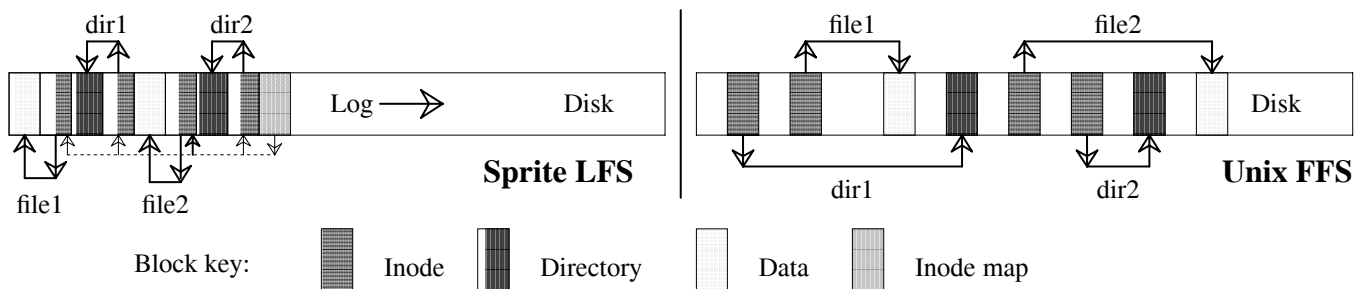 dir1 dir2
Log Disk
file1 file2
Sprite LFS
file1 file2
Disk
dir1 dir2
Unix FFS
Block key: Inode Directory Data Inode map